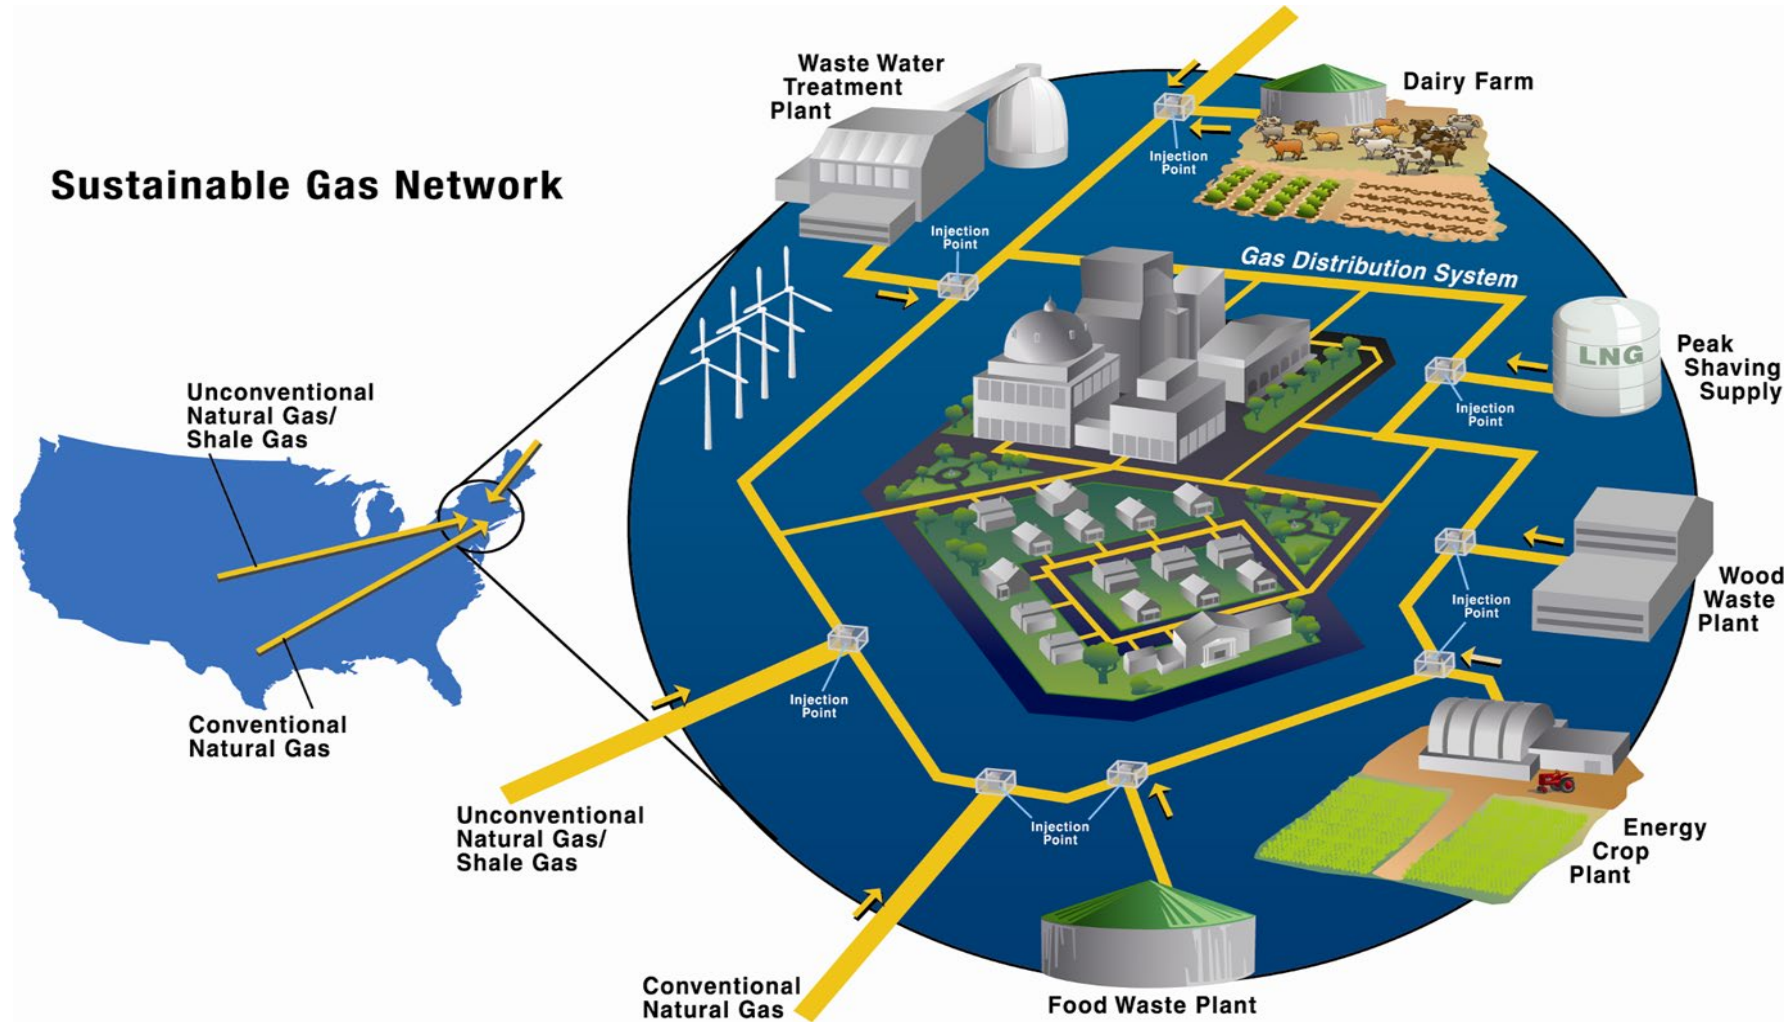 Sustainable Gas Network
Waste Water
Treatment
Plant
Dairy Farm
Injection
Point
Injection
Point
Gas Distribution System
LNG
Peak
Shaving
Supply
Injection
Point
Unconventional
Natural Gas/
Shale Gas
Conventional
Natural Gas
Wood
Waste
Plant
Injection
Point
Injection
Point
Unconventional
Natural Gas/
Shale Gas
Injection
Point
Energy
Crop
Plant
Conventional
Natural Gas
Food Waste Plant